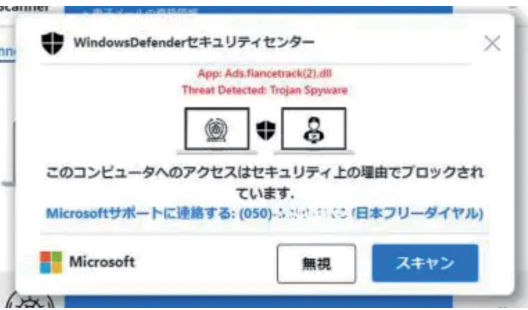 WindowsDefenderセキュリティセンター
App: Ads.fiancetrack(2).dll
Threat Detected: Trojan Spyware
このコンピュータへのアクセスはセキュリティ上の理由でブロックされ
ています.
Microsoftサポートに連絡する: (050)- (日本フリーダイヤル)
Microsoft
無視
スキャン